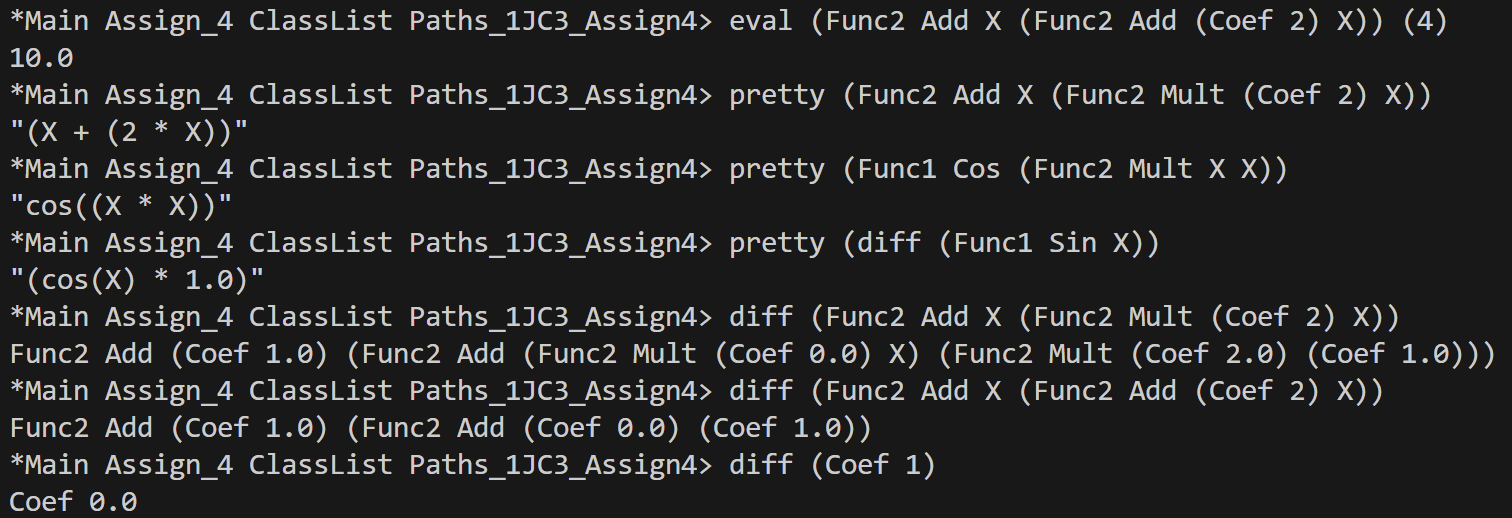 *Main Assign_4 ClassList Paths_1JC3_Assign4> eval (Func2 Add X (Func2 Add (Coef 2) X)) (4)
10.0
*Main Assign_4 ClassList Paths_1JC3_Assign4> pretty (Func2 Add X (Func2 Mult (Coef 2) X))
"(X + (2 * X))"
*Main Assign_4 ClassList Paths_1JC3_Assign4> pretty (Func1 Cos (Func2 Mult X X))
"cos((X * X))"
*Main Assign_4 ClassList Paths_1JC3_Assign4> pretty (diff (Func1 Sin X))
"(cos(X) * 1.0)"
*Main Assign_4 ClassList Paths_1JC3_Assign4> diff (Func2 Add X (Func2 Mult (Coef 2) X))
Func2 Add (Coef 1.0) (Func2 Add (Func2 Mult (Coef 0.0) X) (Func2 Mult (Coef 2.0) (Coef 1.0)))
*Main Assign_4 ClassList Paths_1JC3_Assign4> diff (Func2 Add X (Func2 Add (Coef 2) X))
Func2 Add (Coef 1.0) (Func2 Add (Coef 0.0) (Coef 1.0))
*Main Assign_4 ClassList Paths_1JC3_Assign4> diff (Coef 1)
Coef 0.0